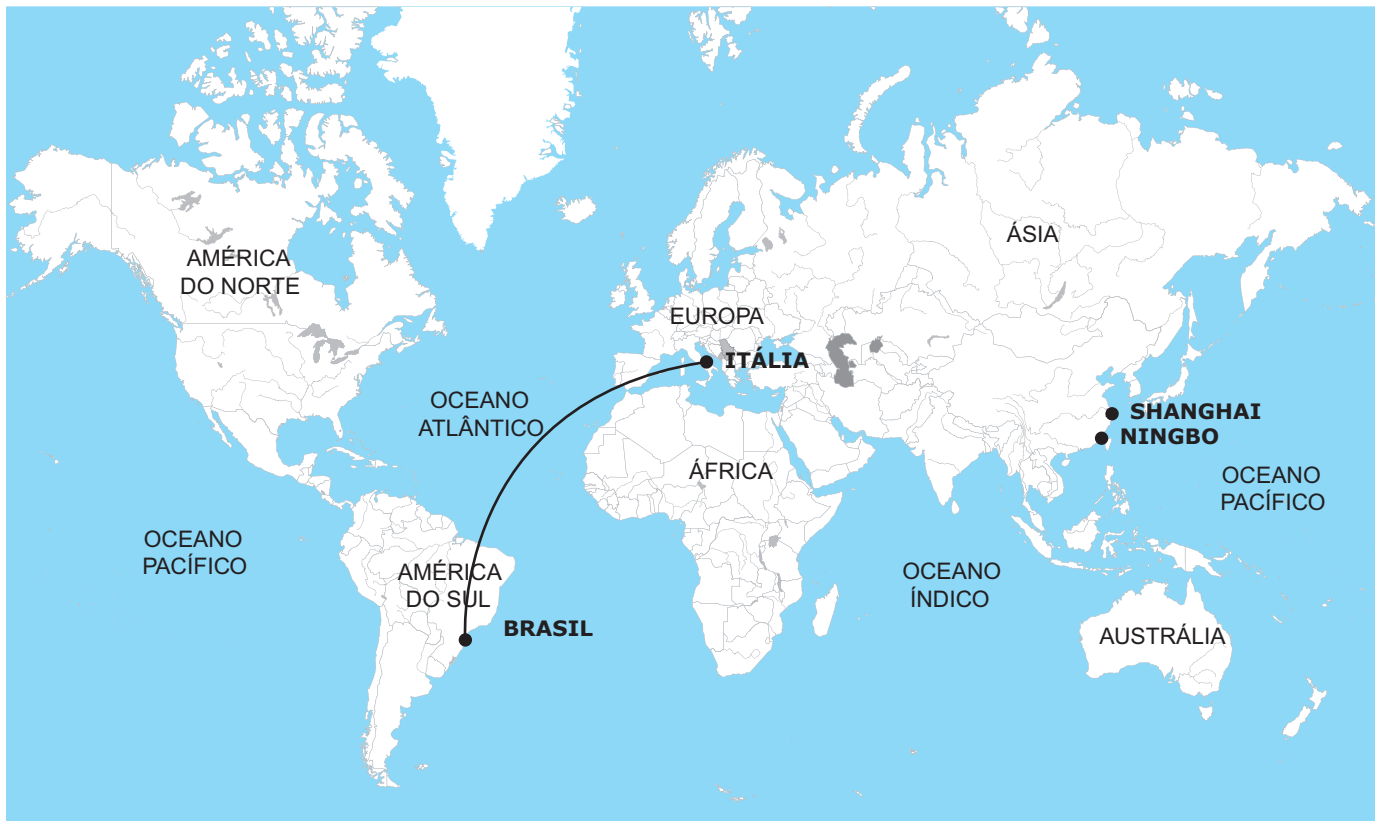 ÁSIA
AMÉRICA
DO NORTE
EUROPA
ITÁLIA
OCEANO
ATLÂNTICO
SHANGHAI
NINGBO
ÁFRICA
OCEANO
PACÍFICO
OCEANO
PACÍFICO
AMÉRICA
DO SUL
OCEANO
ÍNDICO
BRASIL
AUSTRÁLIA